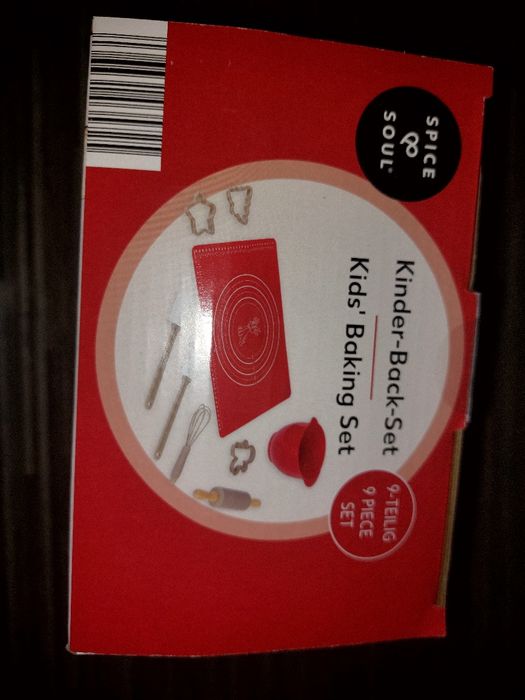 SPICE
&
SOUL®
Kinder-Back-Set
Kids' Baking Set
9-TEILIG
9 PIECE
SET